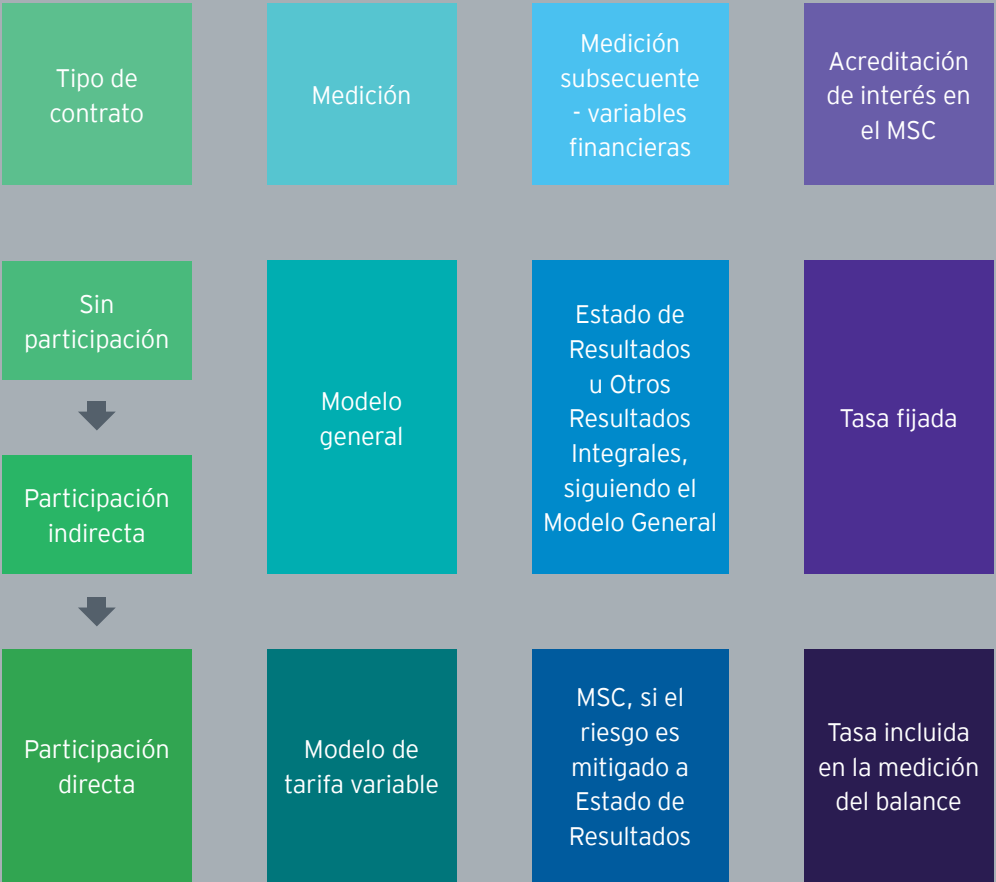 Tipo de
contrato
Medición
Medición
subsecuente
- variables
financieras
Acreditación
de interés en
el MSC
Sin
participación
Participación
indirecta
Modelo
general
Estado de
Resultados
u Otros
Resultados
Integrales,
siguiendo el
Modelo General
Tasa fijada
Participación
directa
Modelo de
tarifa variable
MSC, si el
riesgo es
mitigado a
Estado de
Resultados
Tasa incluida
en la medición
del balance